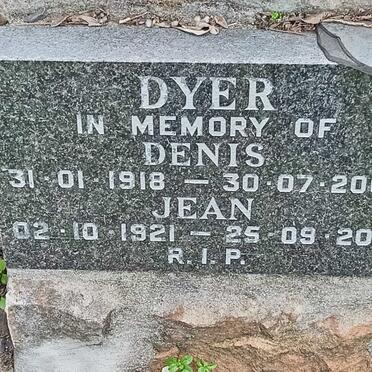 DYER
IN MEMORY OF
DENIS
31·01·1918 — 30·07·20
JEAN
02·10·1921 — 25·09·20
R.I.P.